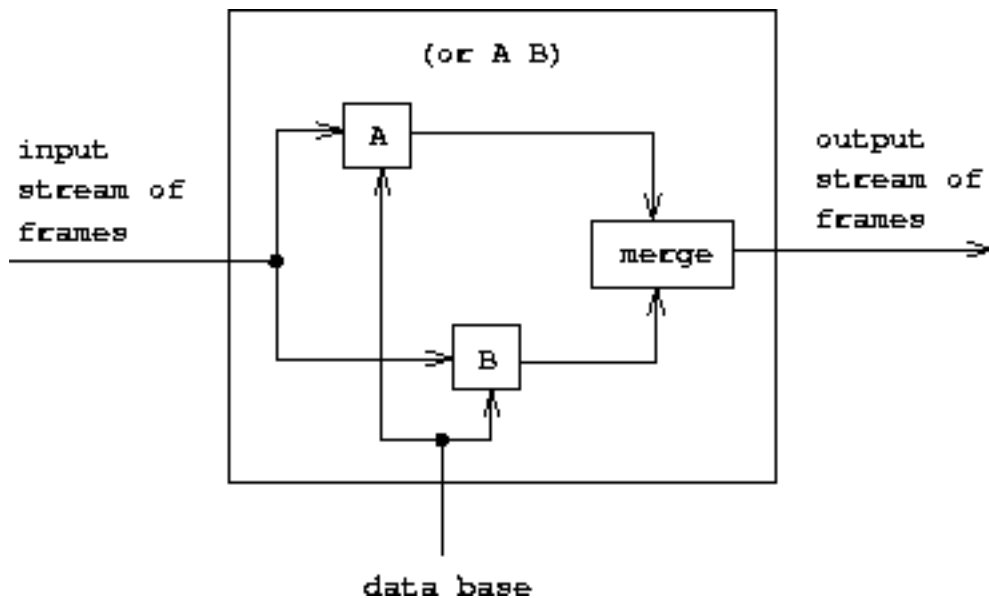 (or A B)
A
input
stream of
frames
output
stream of
frames
merge
B
data base